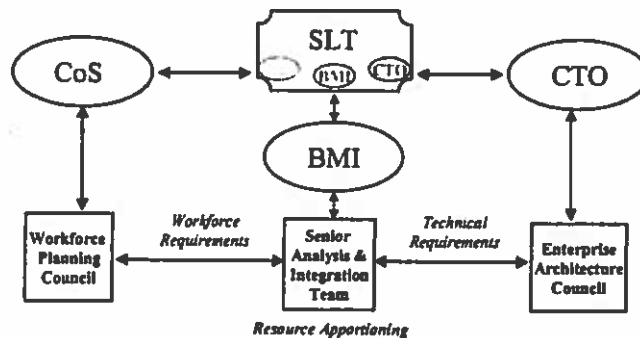 SLT
BMI
CTO
CoS
CTO
BMI
Workforce
Requirements
Technical
Requirements
Workforce
Planning
Council
Senior
Analysis &
Integration
Team
Enterprise
Architecture
Council
Resource Apportioning